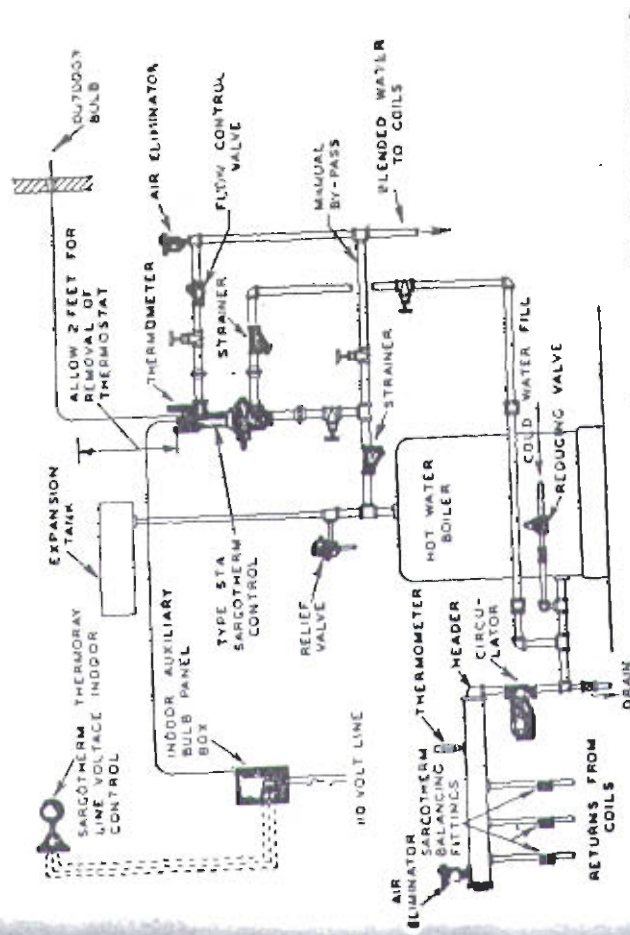 OUTDOOR
BULB
AIR ELIMINATOR
FLOW CONTROL
VALVE
ALLOW 2 FEET FOR
REMOVAL OF
THERMOSTAT
THERMOMETER
STRAINER
MANUAL
BY-PASS
BLENDED WATER
TO COILS
EXPANSION
TANK
TYPE STA
SARCOTHERM
CONTROL
RELIEF
VALVE
STRAINER
HOT WATER
BOILER
COLD WATER FILL
REDUCING VALVE
SARCOTHERM THERMORAY
LINE VOLTAGE INDOOR
CONTROL
INDOOR AUXILIARY
BULB PANEL
BOX
110 VOLT LINE
THERMOMETER
HEADER
CIRCU-
LATOR
DRAIN
SARCOTHERM
BALANCING
FITTINGS
AIR
ELIMINATOR
RETURNS FROM
COILS